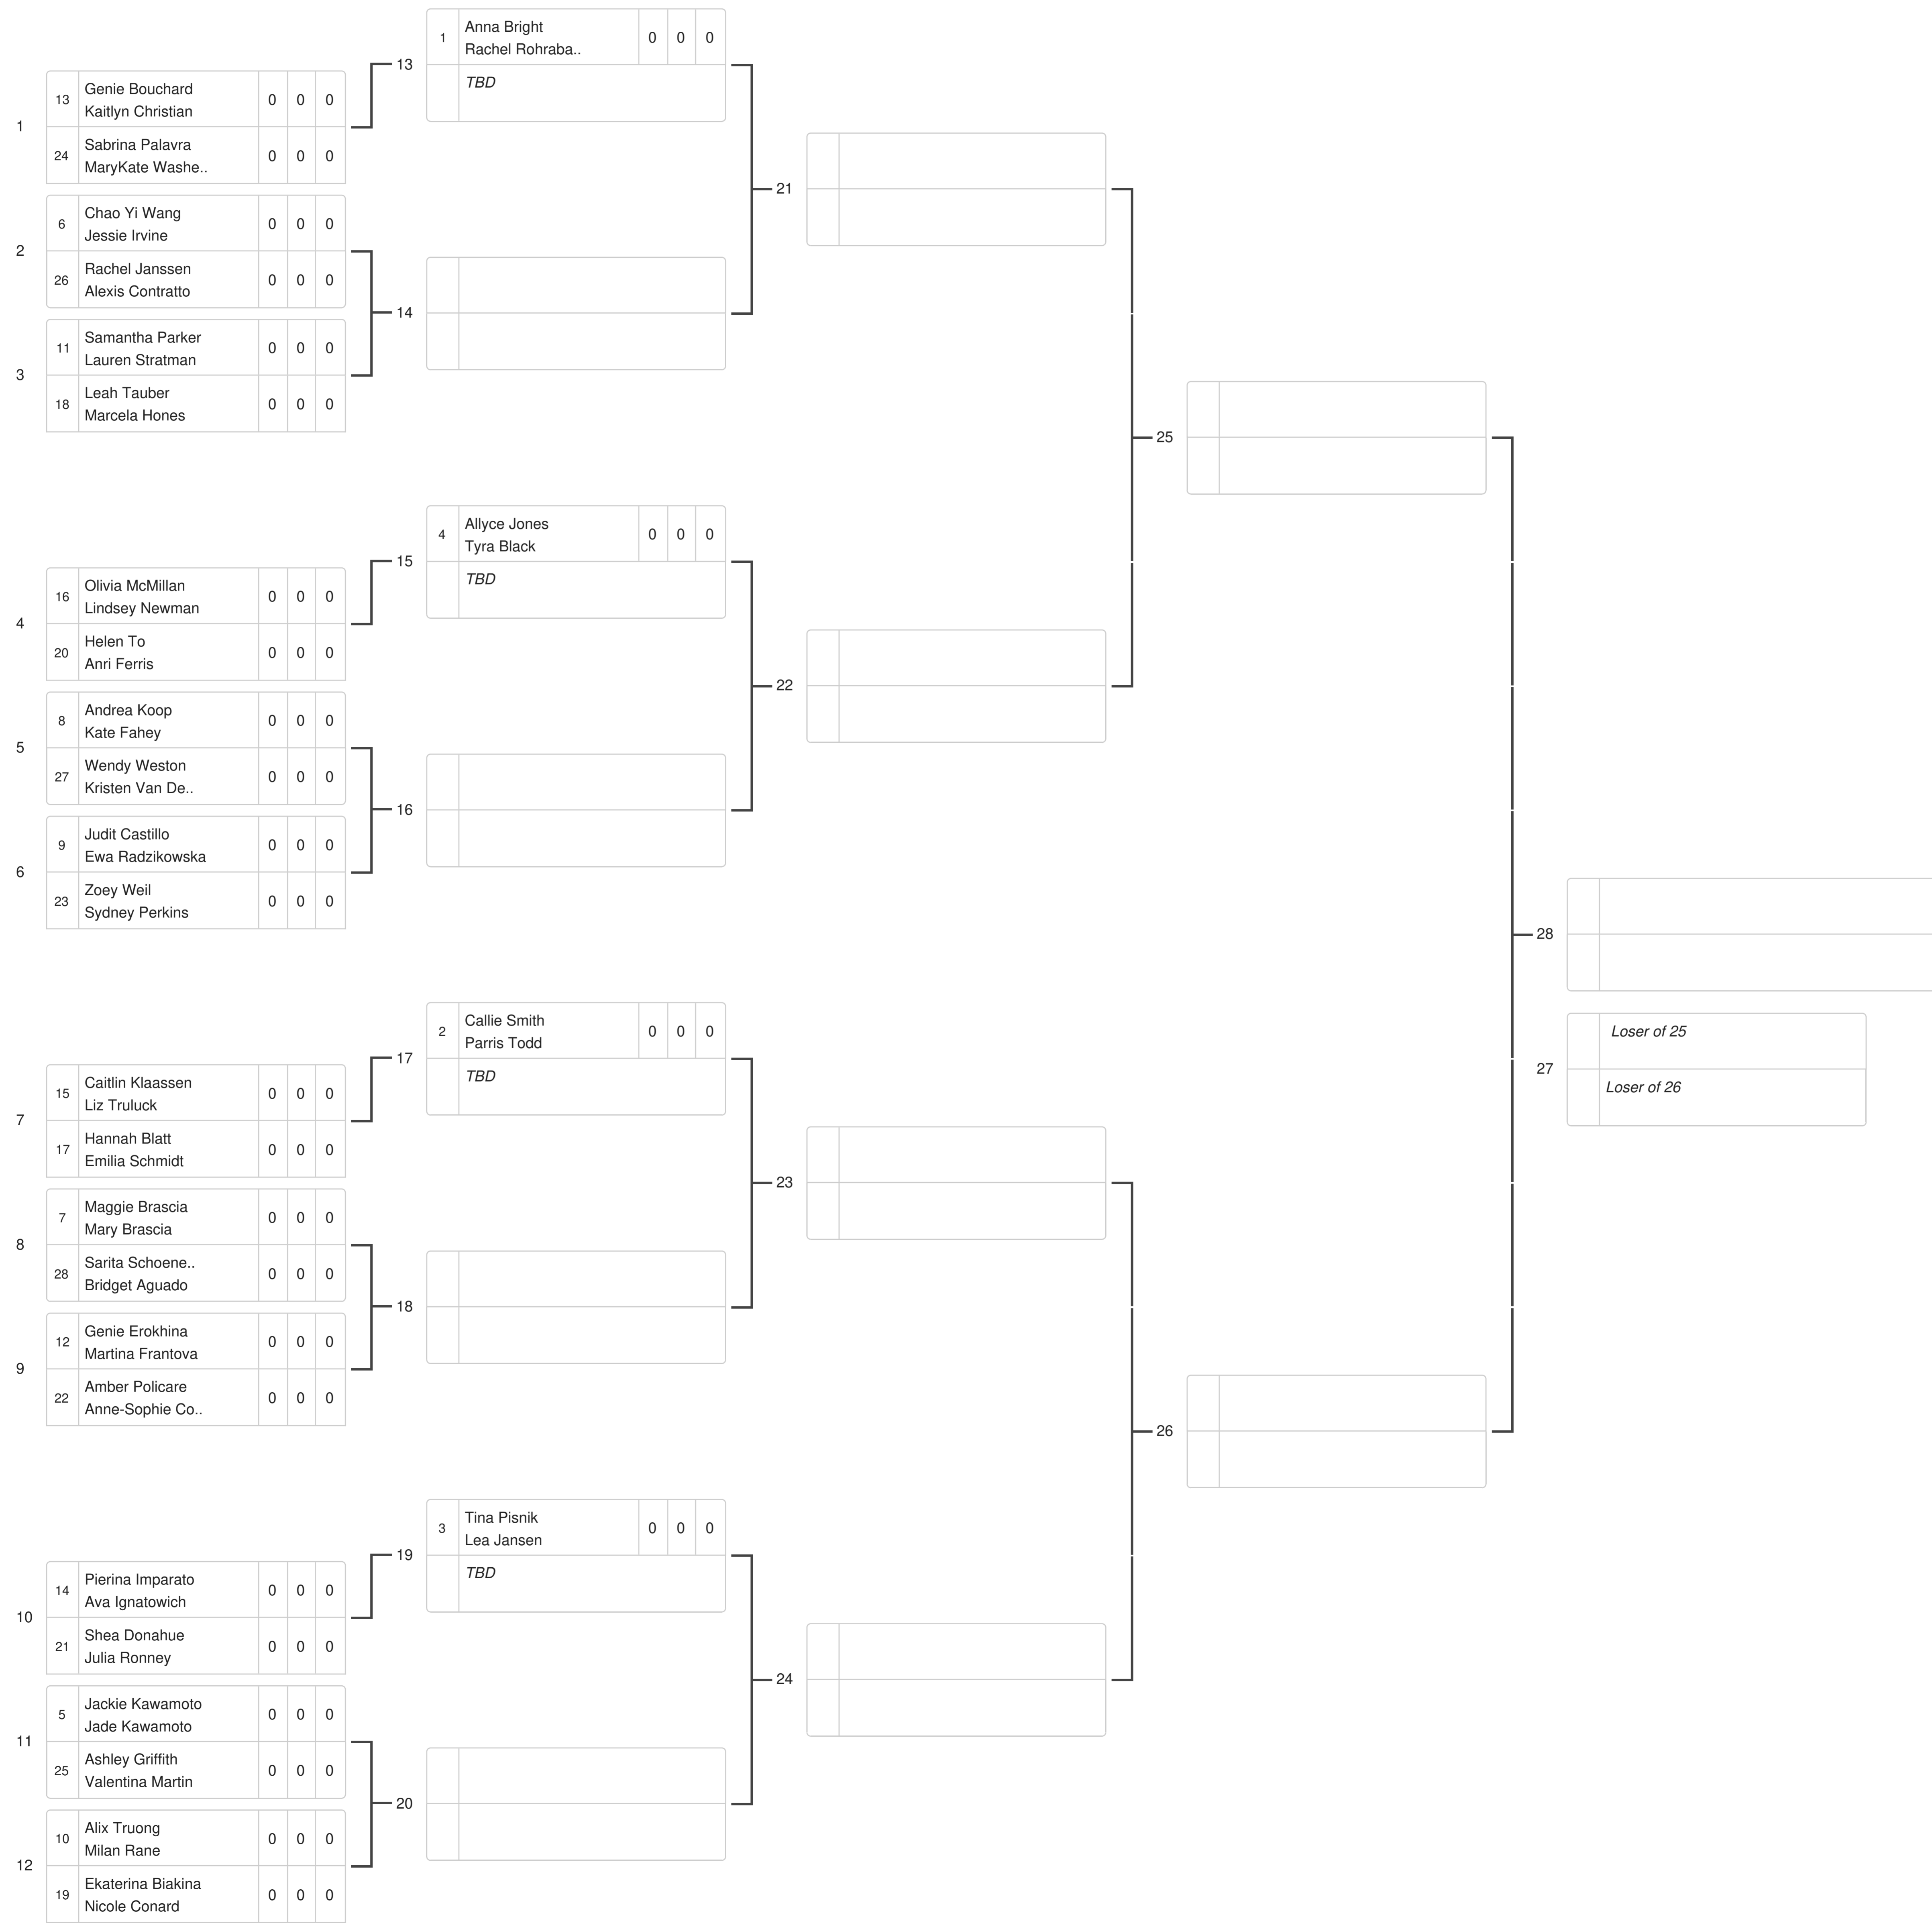 1
13 Genie Bouchard 0 0 0
Kaitlyn Christian
24 Sabrina Palavra 0 0 0
MaryKate Washe..
2
6 Chao Yi Wang 0 0 0
Jessie Irvine
26 Rachel Janssen 0 0 0
Alexis Contratto
3
11 Samantha Parker 0 0 0
Lauren Stratman
18 Leah Tauber 0 0 0
Marcela Hones
4
16 Olivia McMillan 0 0 0
Lindsey Newman
20 Helen To 0 0 0
Anri Ferris
5
8 Andrea Koop 0 0 0
Kate Fahey
27 Wendy Weston 0 0 0
Kristen Van De..
6
9 Judit Castillo 0 0 0
Ewa Radzikowska
23 Zoey Weil 0 0 0
Sydney Perkins
7
15 Caitlin Klaassen 0 0 0
Liz Truluck
17 Hannah Blatt 0 0 0
Emilia Schmidt
8
7 Maggie Brascia 0 0 0
Mary Brascia
28 Sarita Schoene.. 0 0 0
Bridget Aguado
9
12 Genie Erokhina 0 0 0
Martina Frantova
22 Amber Policare 0 0 0
Anne-Sophie Co..
10
14 Pierina Imparato 0 0 0
Ava Ignatowich
21 Shea Donahue 0 0 0
Julia Ronney
11
5 Jackie Kawamoto 0 0 0
Jade Kawamoto
25 Ashley Griffith 0 0 0
Valentina Martin
12
10 Alix Truong 0 0 0
Milan Rane
19 Ekaterina Biakina 0 0 0
Nicole Conard
13
1 Anna Bright 0 0 0
Rachel Rohraba..
TBD
14
15
4 Allyce Jones 0 0 0
Tyra Black
TBD
16
17
2 Callie Smith 0 0 0
Parris Todd
TBD
18
19
3 Tina Pisnik 0 0 0
Lea Jansen
TBD
20
21
22
23
24
25
26
28
27
Loser of 25
Loser of 26